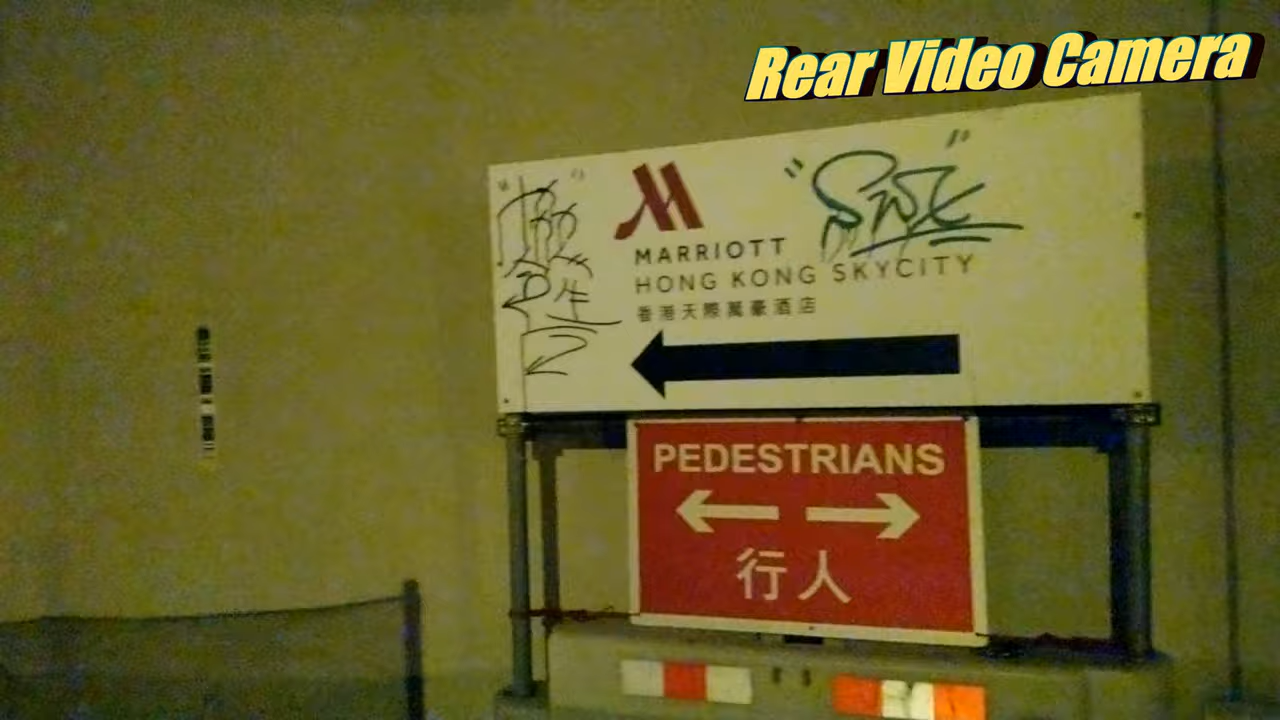 Rear Video Camera
MARRIOTT
HONG KONG SKYCITY
香港天際萬豪酒店
PEDESTRIANS
行人